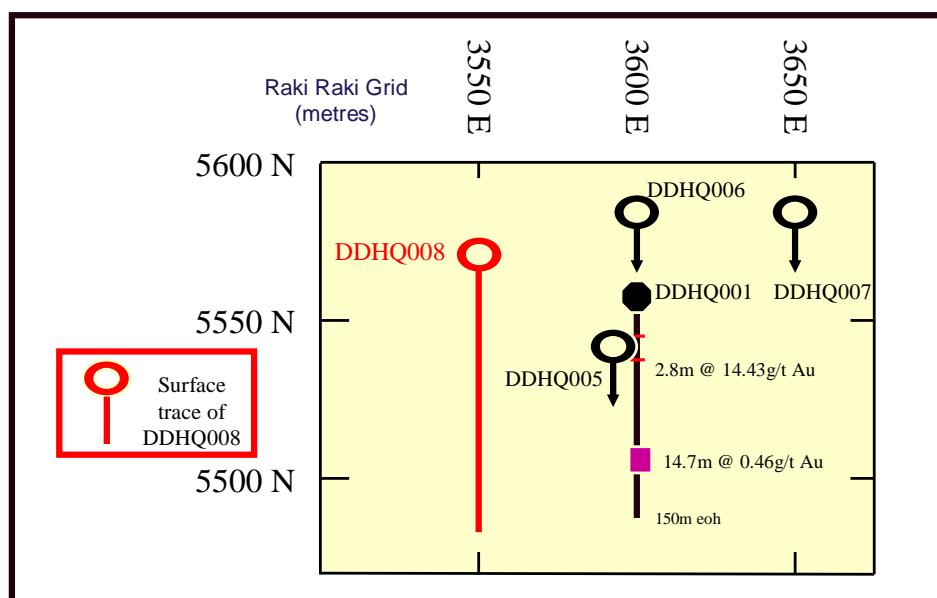 Raki Raki Grid
(metres)
3550 E
3600 E
3650 E
5600 N
DDHQ006
DDHQ008
DDHQ001
DDHQ007
5550 N
2.8m @ 14.43g/t Au
DDHQ005
Surface
trace of
DDHQ008
14.7m @ 0.46g/t Au
5500 N
150m eoh